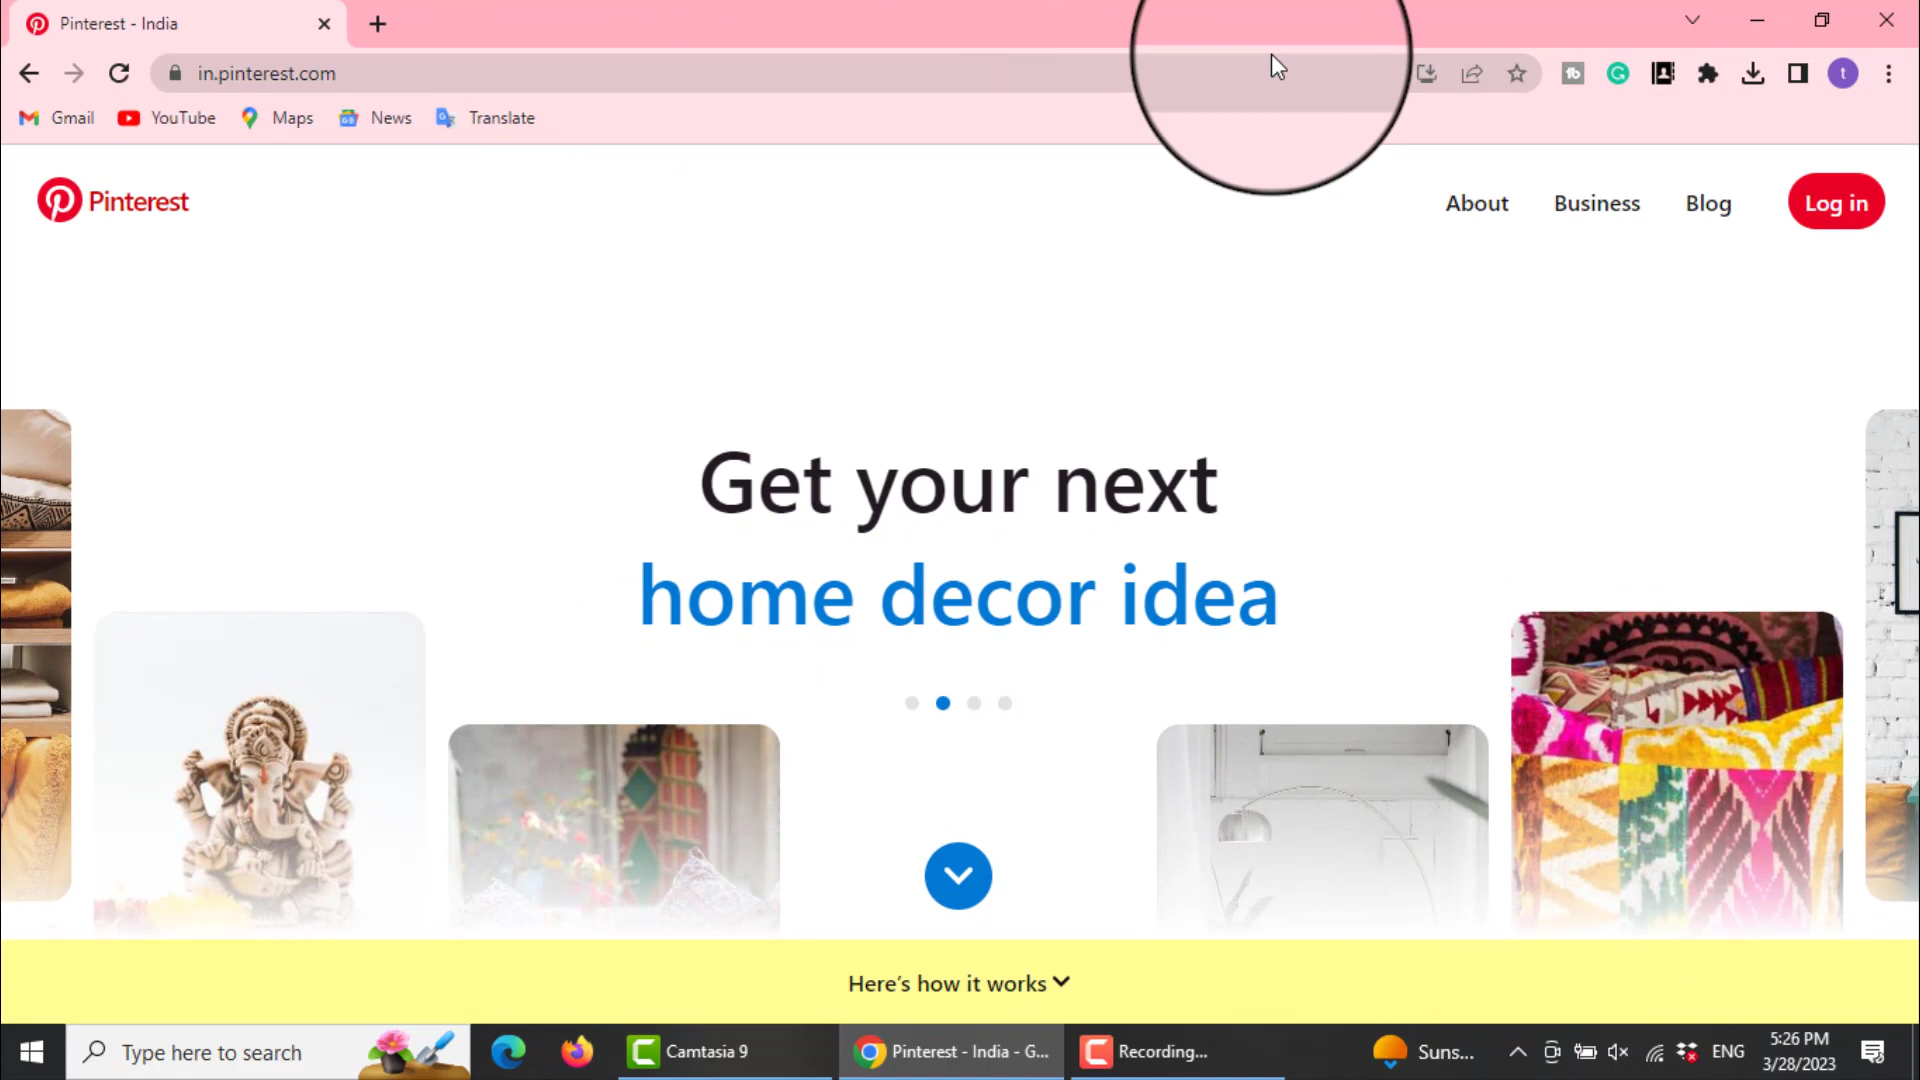 Pinterest - India
in.pinterest.com
Gmail YouTube Maps News Translate
Pinterest
About Business Blog Log in
Get your next
home decor idea
Here's how it works
Type here to search
Camtasia 9
Pinterest - India - G...
Recording...
Suns...
ENG
5:26 PM
3/28/2023